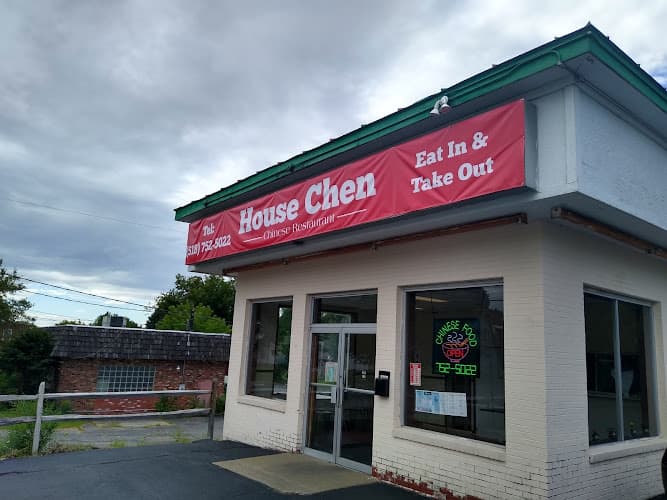 Tel:
(518) 752-5022
House Chen
Chinese Restaurant
Eat In &
Take Out
CHINESE FOOD
OPEN
752-5022